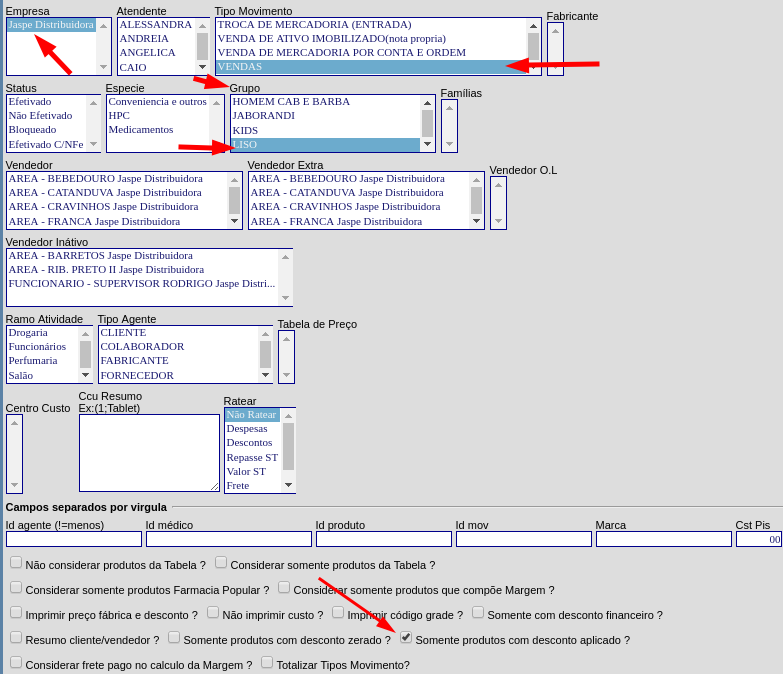 Empresa
Jaspe Distribuidora
Atendente
ALESSANDRA
ANDREIA
ANGELICA
CAIO
Tipo Movimento
TROCA DE MERCADORIA (ENTRADA)
VENDA DE ATIVO IMOBILIZADO(nota propria)
VENDA DE MERCADORIA POR CONTA E ORDEM
VENDAS
Fabricante
Status
Efetivado
Não Efetivado
Bloqueado
Efetivado C/NFe
Especie
Conveniencia e outros
HPC
Medicamentos
Grupo
HOMEM CAB E BARBA
JABORANDI
KIDS
LISO
Famílias
Vendedor
AREA - BEBEDOURO Jaspe Distribuidora
AREA - CATANDUVA Jaspe Distribuidora
AREA - CRAVINHOS Jaspe Distribuidora
AREA - FRANCA Jaspe Distribuidora
Vendedor Extra
AREA - BEBEDOURO Jaspe Distribuidora
AREA - CATANDUVA Jaspe Distribuidora
AREA - CRAVINHOS Jaspe Distribuidora
AREA - FRANCA Jaspe Distribuidora
Vendedor O.L
Vendedor Inátivo
AREA - BARRETOS Jaspe Distribuidora
AREA - RIB. PRETO II Jaspe Distribuidora
FUNCIONARIO - SUPERVISOR RODRIGO Jaspe Distri...
Ramo Atividade
Drogaria
Funcionários
Perfumaria
Salão
Tipo Agente
CLIENTE
COLABORADOR
FABRICANTE
FORNECEDOR
Tabela de Preço
Centro Custo
Ccu Resumo
Ex:(1;Tablet)
Ratear
Não Ratear
Despesas
Descontos
Repasse ST
Valor ST
Frete
Campos separados por virgula
Id agente (!=menos)
Id médico
Id produto
Id mov
Marca
Cst Pis
00
Não considerar produtos da Tabela ?
Considerar somente produtos da Tabela ?
Considerar somente produtos Farmacia Popular ?
Considerar somente produtos que compõe Margem ?
Imprimir preço fábrica e desconto ?
Não imprimir custo ?
Imprimir código grade ?
Somente com desconto financeiro ?
Resumo cliente/vendedor ?
Somente produtos com desconto zerado ?
Somente produtos com desconto aplicado ?
Considerar frete pago no calculo da Margem ?
Totalizar Tipos Movimento?